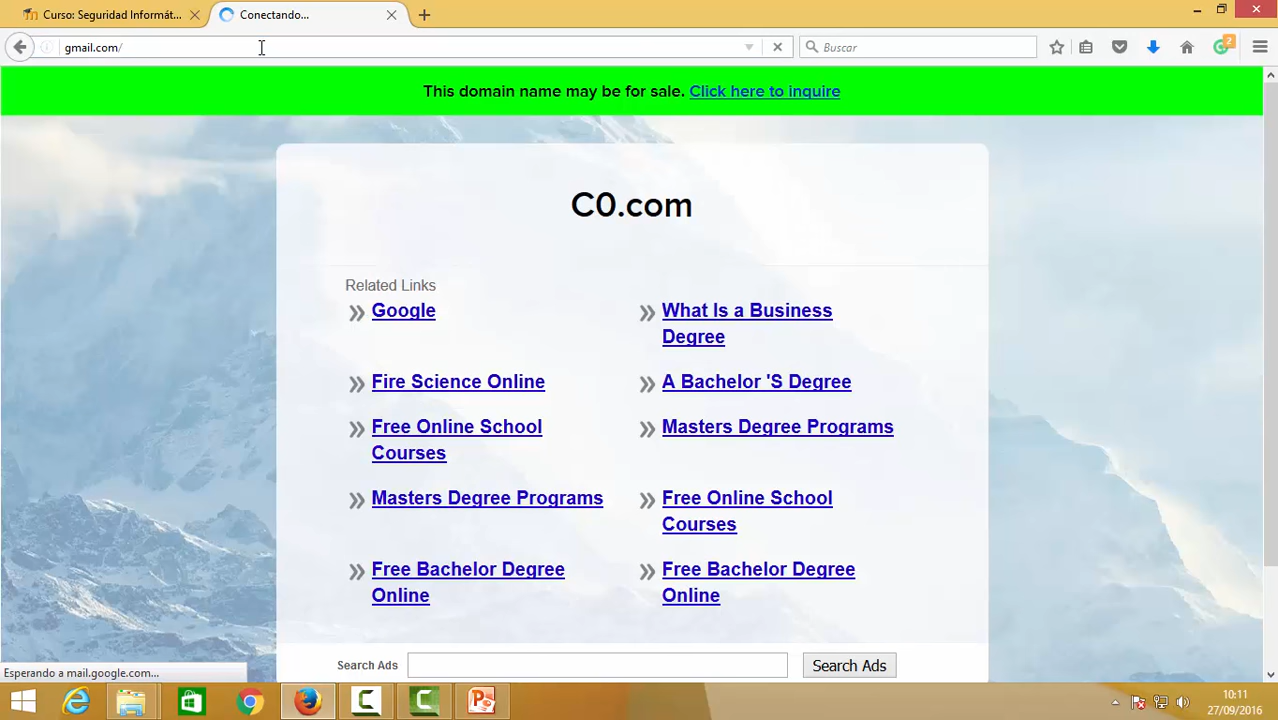 Curso: Seguridad Informát...
Conectando...
gmail.com/
Buscar
2
This domain name may be for sale. Click here to inquire
C0.com
Related Links
Google
What Is a Business
Degree
Fire Science Online
A Bachelor 'S Degree
Free Online School
Courses
Masters Degree Programs
Masters Degree Programs
Free Online School
Courses
Free Bachelor Degree
Online
Free Bachelor Degree
Online
Search Ads
Search Ads
Esperando a mail.google.com...
10:11
27/09/2016